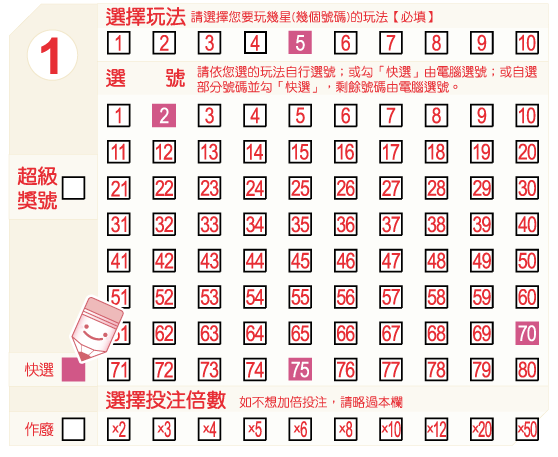 1
選擇玩法 請選擇您要玩幾星(幾個號碼)的玩法【必填】
1 2 3 4 5 6 7 8 9 10
選 號 請依您選的玩法自行選號；或勾「快選」由電腦選號；或自選
部分號碼並勾「快選」，剩餘號碼由電腦選號。
1 2 3 4 5 6 7 8 9 10
11 12 13 14 15 16 17 18 19 20
超級
獎號
21 22 23 24 25 26 27 28 29 30
31 32 33 34 35 36 37 38 39 40
41 42 43 44 45 46 47 48 49 50
51 52 53 54 55 56 57 58 59 60
61 62 63 64 65 66 67 68 69 70
快選
71 72 73 74 75 76 77 78 79 80
選擇投注倍數 如不想加倍投注，請略過本欄
作廢
×2 ×3 ×4 ×5 ×6 ×8 ×10 ×12 ×20 ×50